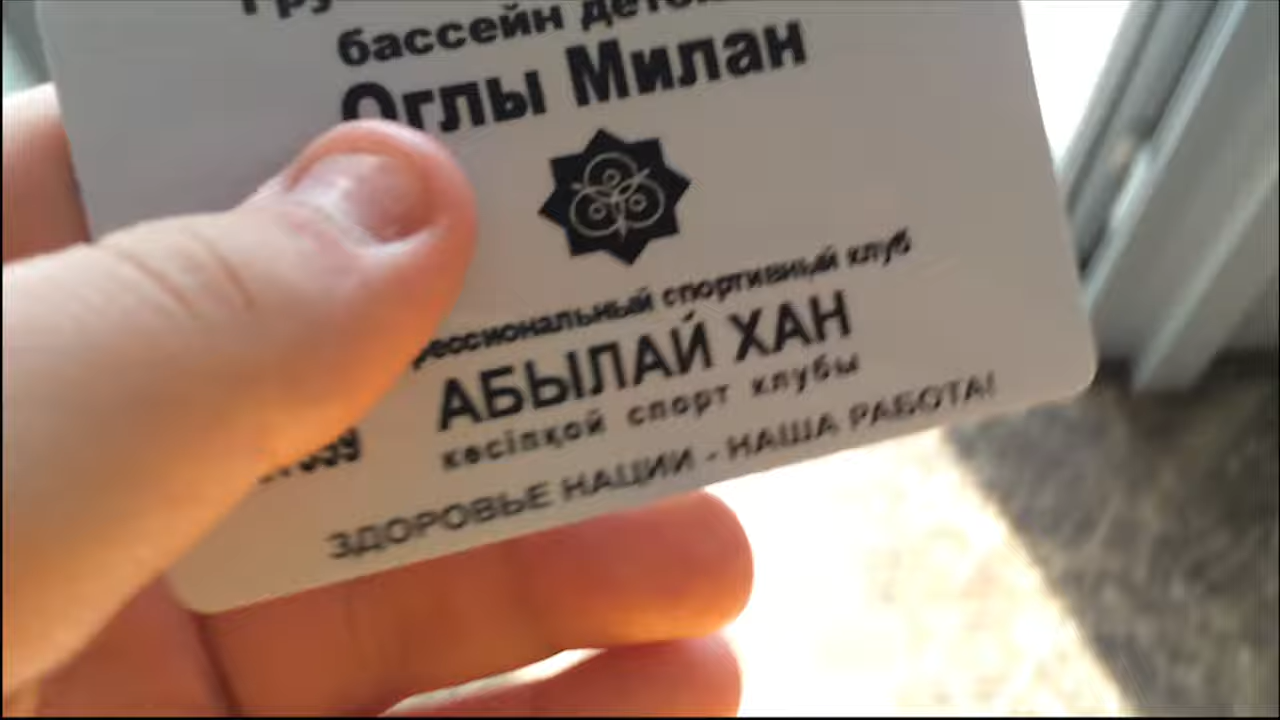 бассейн
Оглы Милан
спортивный клуб
АБЫЛАЙ ХАН
кәсіпқой спорт клубы
ЗДОРОВЬЕ НАЦИИ - НАША РАБОТА!